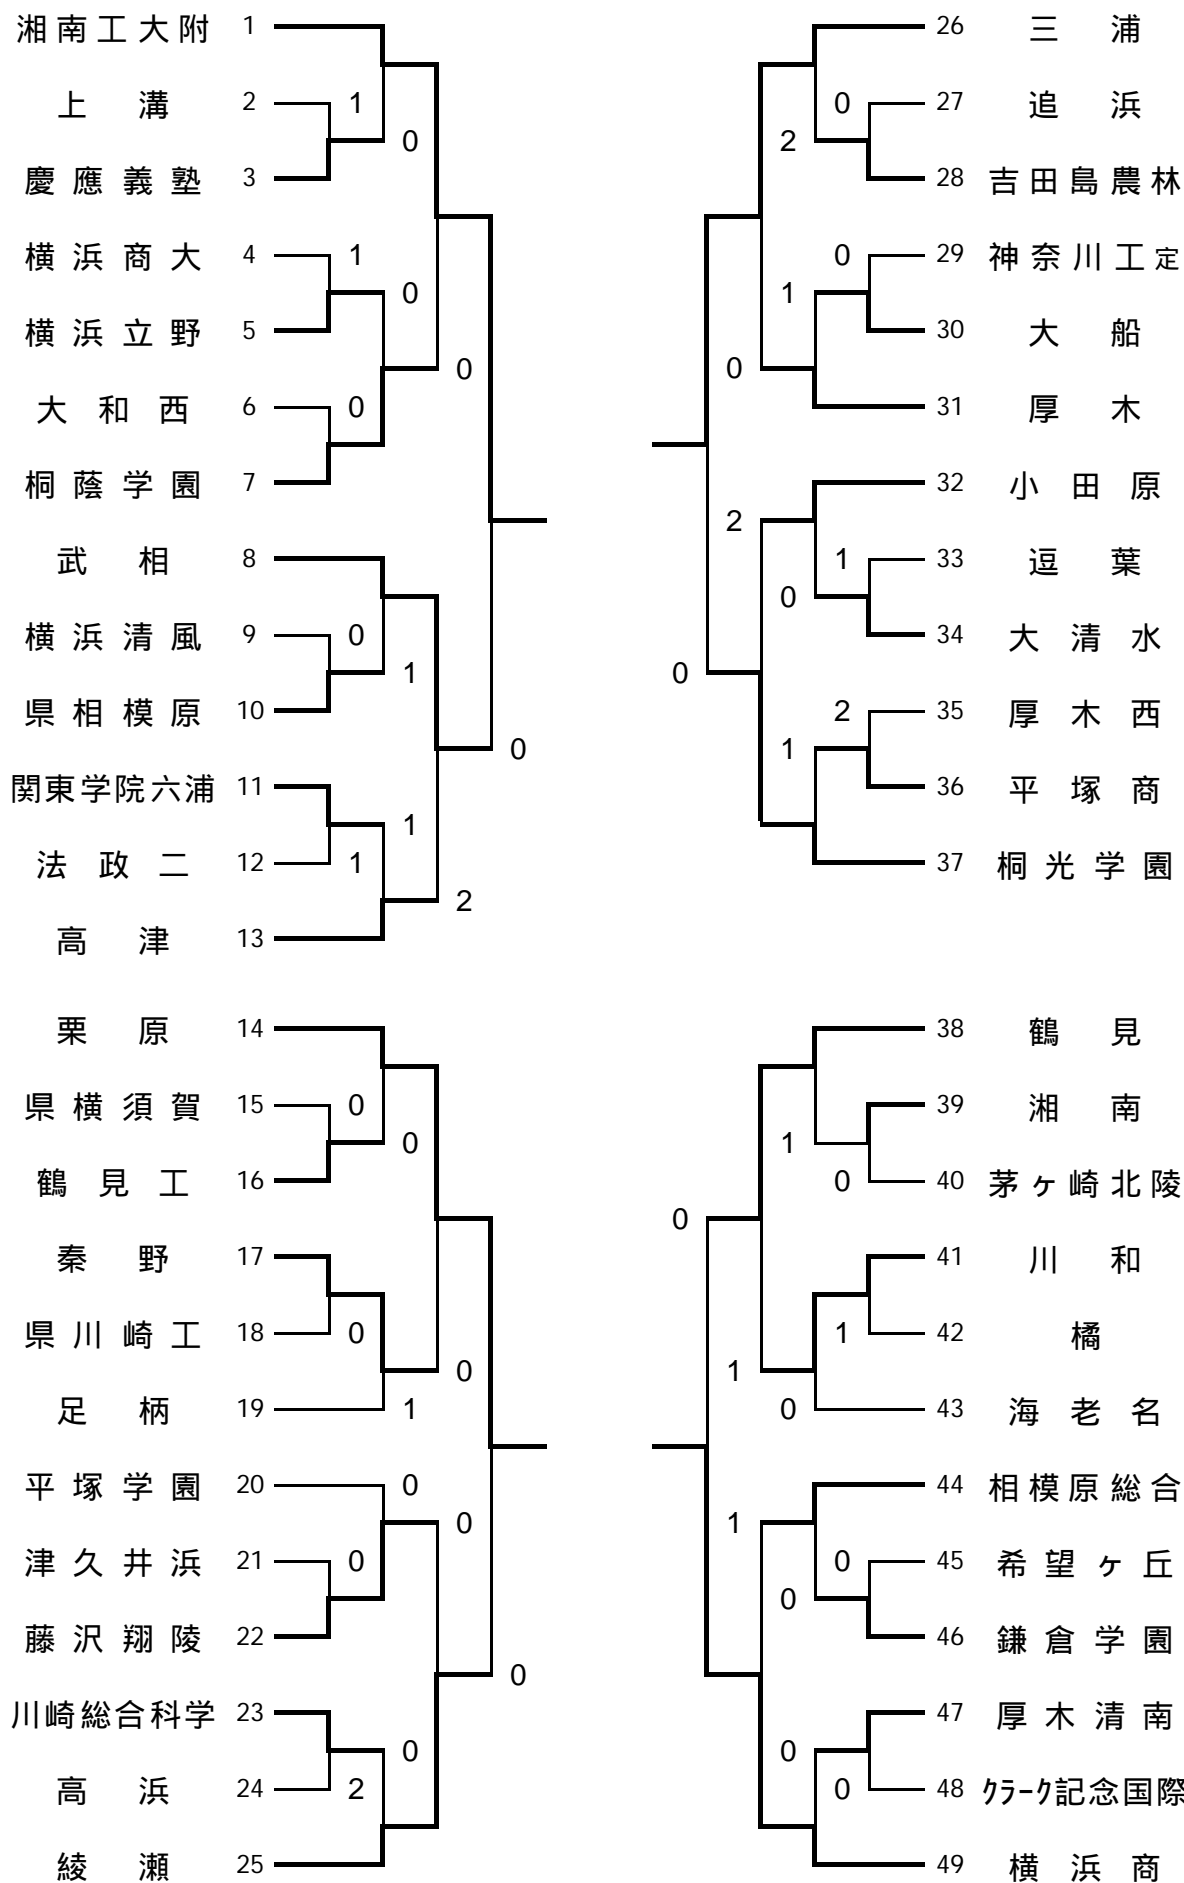 湘南工大附 1
上溝 2 1
0
慶應義塾 3
横浜商大 4 1
0
横浜立野 5
0
大和西 6 0
桐蔭学園 7
武相 8
横浜清風 9 0
1
県相模原 10
0
関東学院六浦 11
1
法政二 12 1
2
高津 13
栗原 14
県横須賀 15 0
0
鶴見工 16
秦野 17
県川崎工 18 0
0
足柄 19 1
平塚学園 20 0
0
津久井浜 21 0
藤沢翔陵 22
0
川崎総合科学 23
0
高浜 24 2
綾瀬 25
26 三浦
0 27 追浜
2
28 吉田島農林
0 29 神奈川工定
1
30 大船
0
31 厚木
32 小田原
2
1 33 逗葉
0
34 大清水
0
2 35 厚木西
1
36 平塚商
37 桐光学園
38 鶴見
39 湘南
1
0 40 茅ヶ崎北陵
0
41 川和
1 42 橘
1
0 43 海老名
44 相模原総合
1
0 45 希望ヶ丘
0
46 鎌倉学園
47 厚木清南
0
0 48 クラーク記念国際
49 横浜商